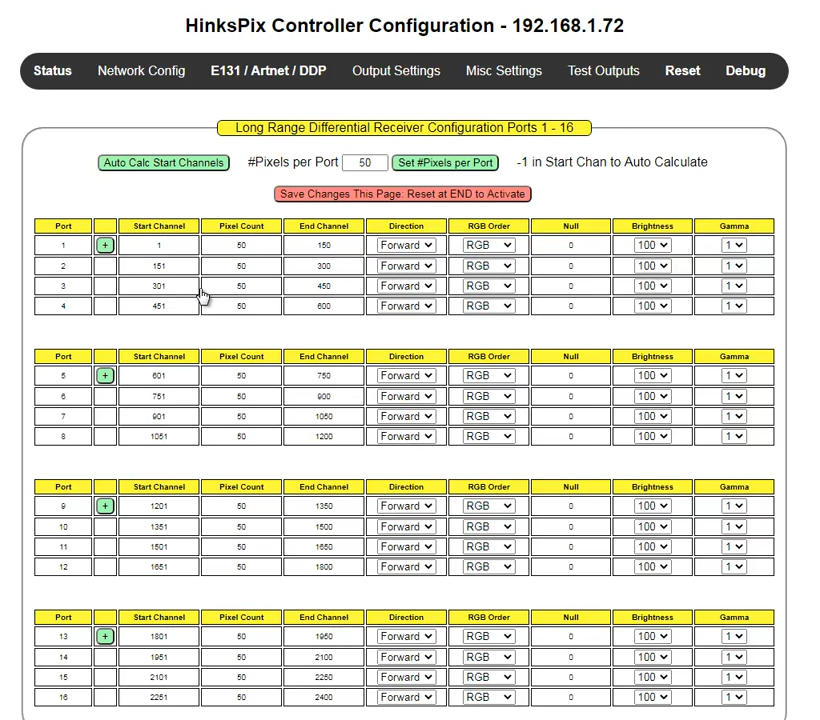 HinksPix Controller Configuration - 192.168.1.72
Status Network Config E131 / Artnet / DDP Output Settings Misc Settings Test Outputs Reset Debug
Long Range Differential Receiver Configuration Ports 1 - 16
Auto Calc Start Channels #Pixels per Port 50 Set #Pixels per Port -1 in Start Chan to Auto Calculate
Save Changes This Page: Reset at END to Activate
Port Start Channel Pixel Count End Channel Direction RGB Order Null Brightness Gamma
1 + 1 50 150 Forward RGB 0 100 1
2 151 50 300 Forward RGB 0 100 1
3 301 50 450 Forward RGB 0 100 1
4 451 50 600 Forward RGB 0 100 1
Port Start Channel Pixel Count End Channel Direction RGB Order Null Brightness Gamma
5 + 601 50 750 Forward RGB 0 100 1
6 751 50 900 Forward RGB 0 100 1
7 901 50 1050 Forward RGB 0 100 1
8 1051 50 1200 Forward RGB 0 100 1
Port Start Channel Pixel Count End Channel Direction RGB Order Null Brightness Gamma
9 + 1201 50 1350 Forward RGB 0 100 1
10 1351 50 1500 Forward RGB 0 100 1
11 1501 50 1650 Forward RGB 0 100 1
12 1651 50 1800 Forward RGB 0 100 1
Port Start Channel Pixel Count End Channel Direction RGB Order Null Brightness Gamma
13 + 1801 50 1950 Forward RGB 0 100 1
14 1951 50 2100 Forward RGB 0 100 1
15 2101 50 2250 Forward RGB 0 100 1
16 2251 50 2400 Forward RGB 0 100 1